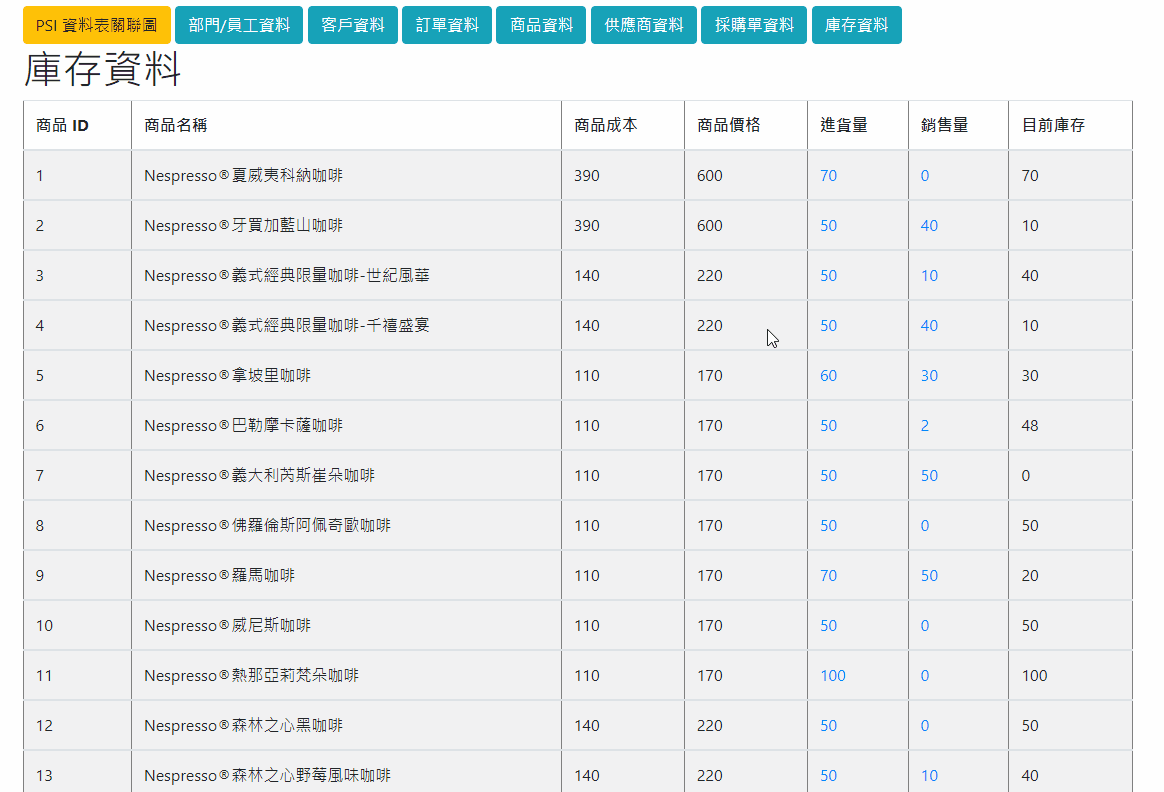 PSI 資料表關聯圖 部門/員工資料 客戶資料 訂單資料 商品資料 供應商資料 採購單資料 庫存資料
庫存資料
商品 ID 商品名稱 商品成本 商品價格 進貨量 銷售量 目前庫存
1 Nespresso®夏威夷科納咖啡 390 600 70 0 70
2 Nespresso®牙買加藍山咖啡 390 600 50 40 10
3 Nespresso®義式經典限量咖啡-世紀風華 140 220 50 10 40
4 Nespresso®義式經典限量咖啡-千禧盛宴 140 220 50 40 10
5 Nespresso®拿坡里咖啡 110 170 60 30 30
6 Nespresso®巴勒摩卡薩咖啡 110 170 50 2 48
7 Nespresso®義大利芮斯崔朵咖啡 110 170 50 50 0
8 Nespresso®佛羅倫斯阿佩奇歐咖啡 110 170 50 0 50
9 Nespresso®羅馬咖啡 110 170 70 50 20
10 Nespresso®威尼斯咖啡 110 170 50 0 50
11 Nespresso®熱那亞莉梵朵咖啡 110 170 100 0 100
12 Nespresso®森林之心黑咖啡 140 220 50 0 50
13 Nespresso®森林之心野莓風味咖啡 140 220 50 10 40